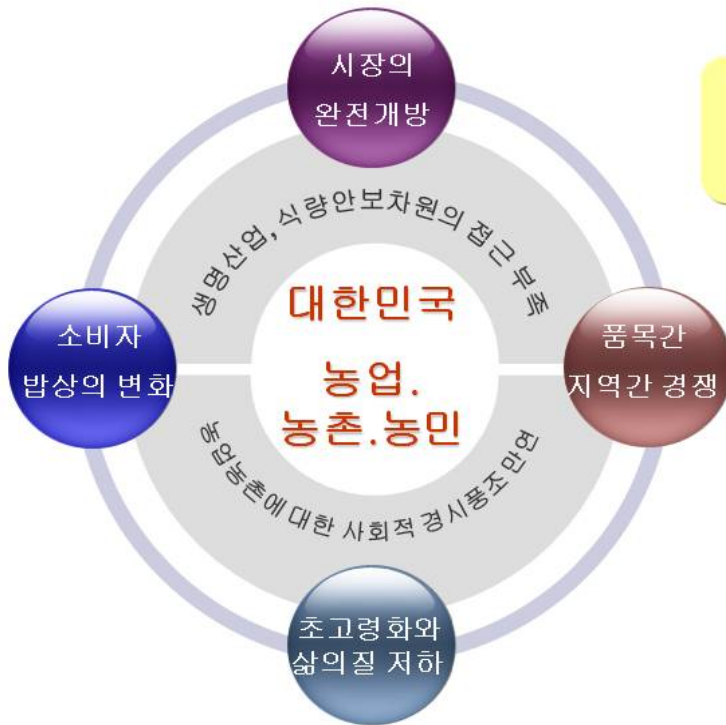 시장의
완전개방
생명산업,식량안보차원의 접근 부족
소비자
밥상의 변화
대한민국
농업.
농촌.농민
품목간
지역간 경쟁
농업농촌에 대한 사회적 경시풍조 만연
초고령화와
삶의질 저하